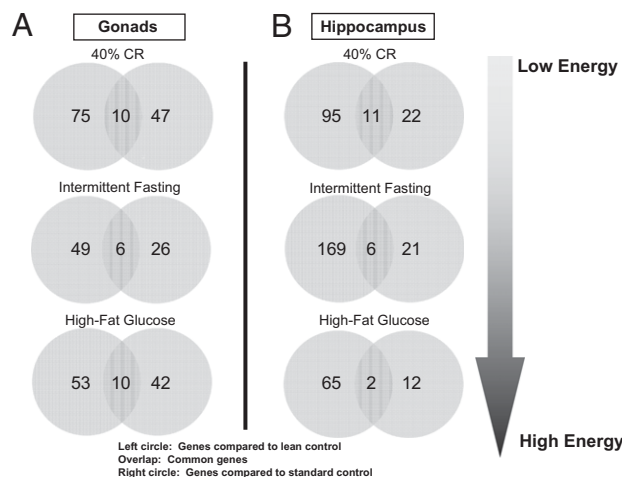 A
Gonads
40% CR
75 10 47
Intermittent Fasting
49 6 26
High-Fat Glucose
53 10 42
B
Hippocampus
40% CR
95 11 22
Intermittent Fasting
169 6 21
High-Fat Glucose
65 2 12
Low Energy
High Energy
Left circle: Genes compared to lean control
Overlap: Common genes
Right circle: Genes compared to standard control